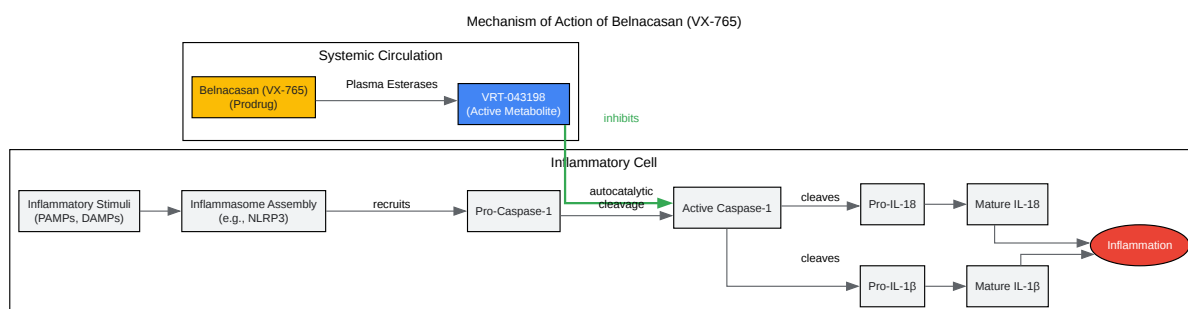 Mechanism of Action of Belnacasan (VX-765)
Systemic Circulation
Belnacasan (VX-765)
(Prodrug)
Plasma Esterases
VRT-043198
(Active Metabolite)
inhibits
Inflammatory Cell
Inflammatory Stimuli
(PAMPs, DAMPs)
Inflammasome Assembly
(e.g., NLRP3)
recruits
Pro-Caspase-1
autocatalytic
cleavage
Active Caspase-1
cleaves
Pro-IL-18
Mature IL-18
cleaves
Pro-IL-1β
Mature IL-1β
Inflammation